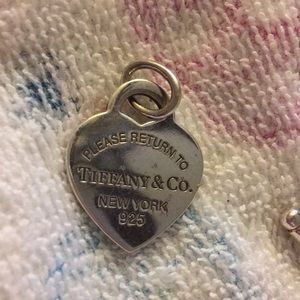 PLEASE RETURN TO
TIFFANY & CO.
NEW YORK
925